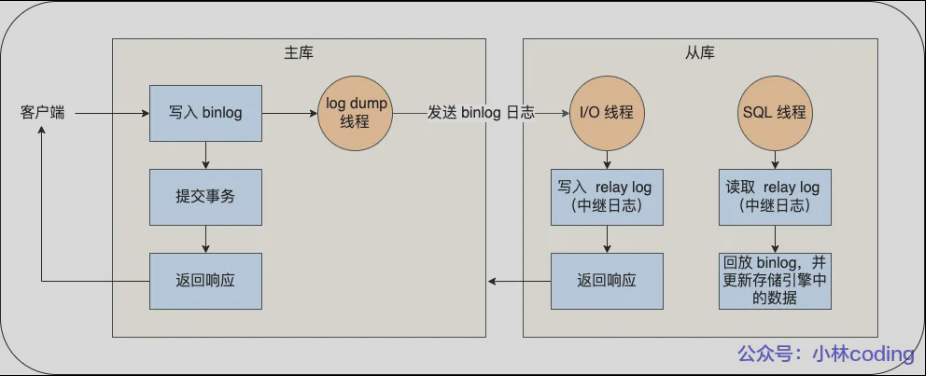 主库
从库
客户端
写入 binlog
log dump
线程
发送 binlog 日志
I/O 线程
SQL 线程
提交事务
写入 relay log
（中继日志）
读取 relay log
（中继日志）
返回响应
返回响应
回放 binlog，并
更新存储引擎中
的数据
公众号：小林coding